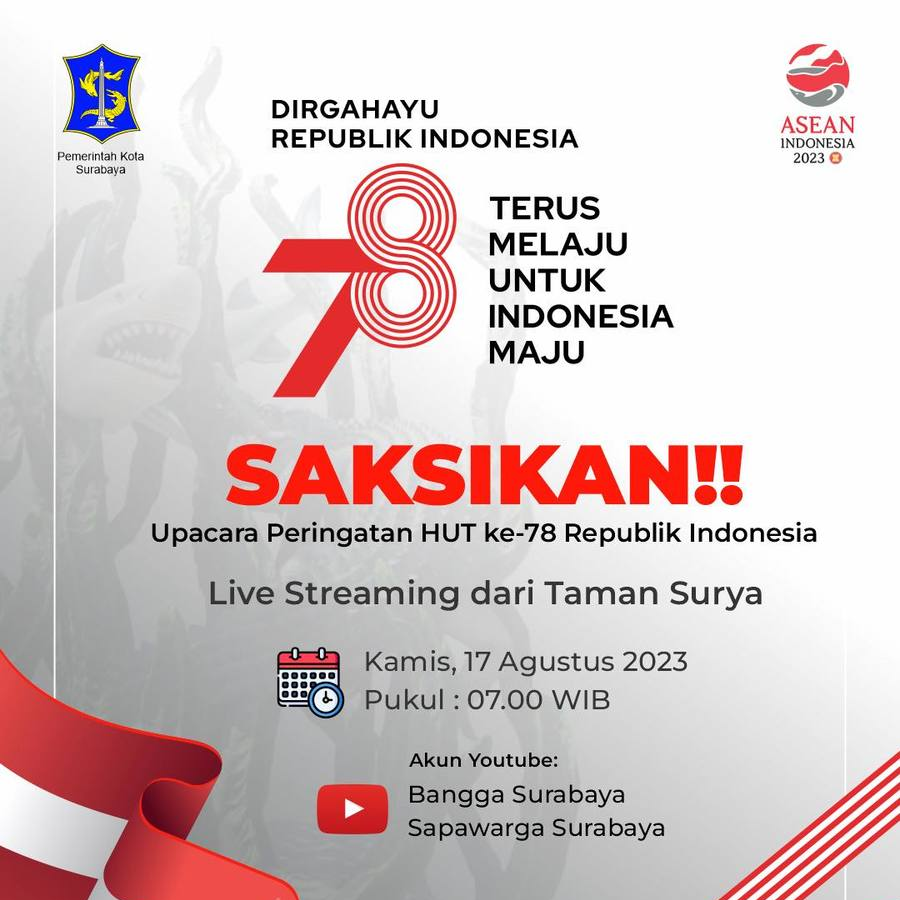 Pemerintah Kota
Surabaya
DIRGAHAYU
REPUBLIK INDONESIA
ASEAN
INDONESIA
2023
78
TERUS
MELAJU
UNTUK
INDONESIA
MAJU
SAKSIKAN!!
Upacara Peringatan HUT ke-78 Republik Indonesia
Live Streaming dari Taman Surya
Kamis, 17 Agustus 2023
Pukul : 07.00 WIB
Akun Youtube:
Bangga Surabaya
Sapawarga Surabaya